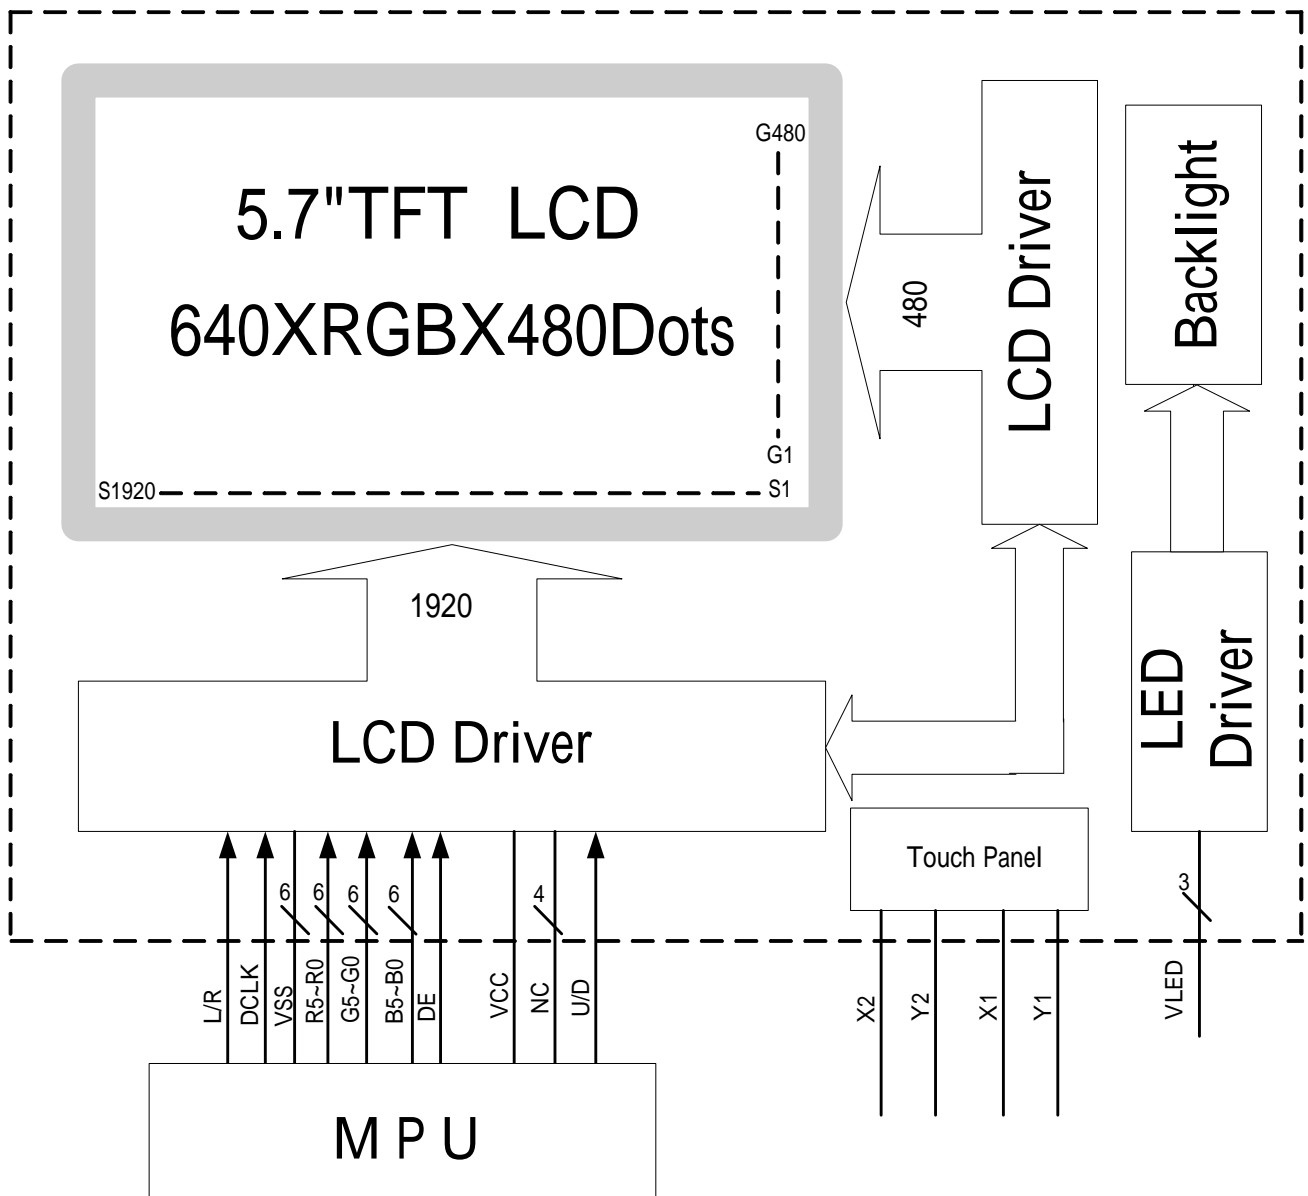 G480
5.7"TFT LCD
640XRGBX480Dots
G1
S1920
S1
480
LCD Driver
Backlight
1920
LCD Driver
LED
Driver
Touch Panel
6
6
6
6
4
3
L/R
DCLK
VSS
R5~R0
G5~G0
B5~B0
DE
VCC
NC
U/D
X2
Y2
X1
Y1
VLED
M P U